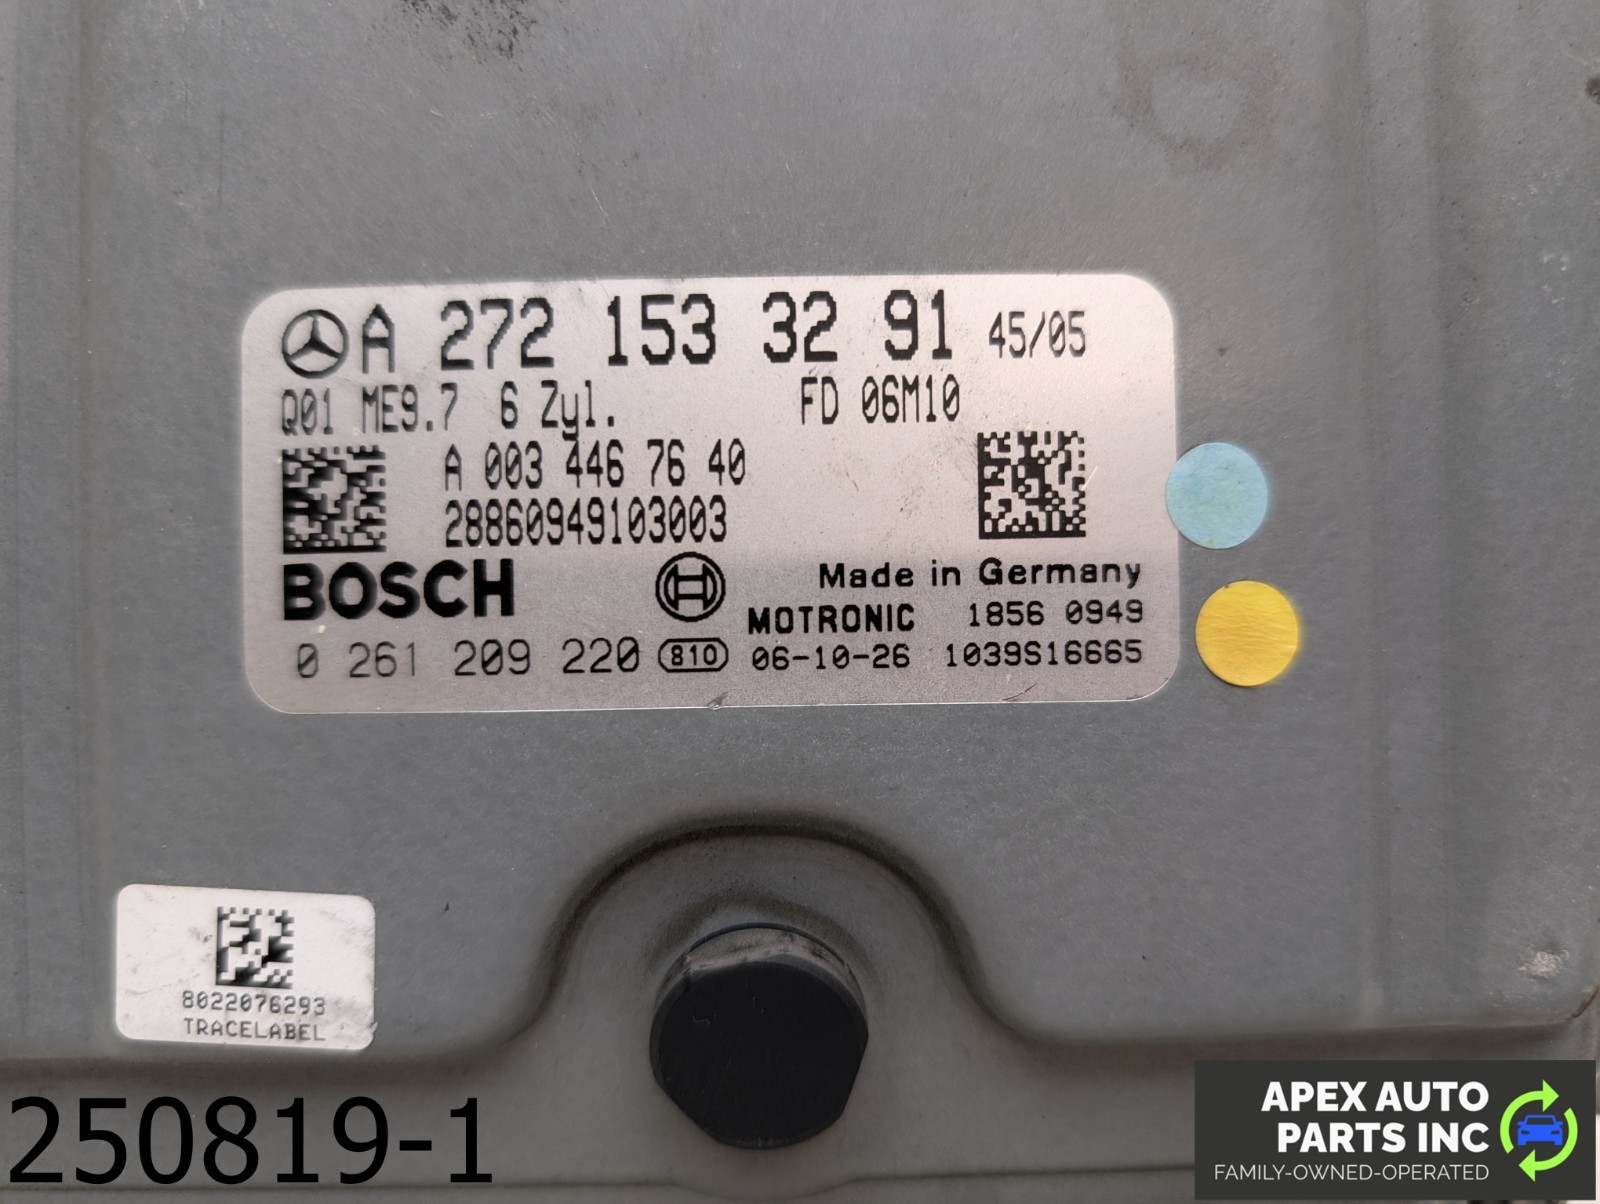 A 272 153 32 91 45/05
Q01 ME9.7 6 Zyl. FD 06M10
A 003 446 76 40
28860949103003
BOSCH
Made in Germany
MOTRONIC 1856 0949
0 261 209 220 810 06-10-26 1039S16665
8022076293
TRACELABEL
250819-1
APEX AUTO
PARTS INC
FAMILY-OWNED-OPERATED